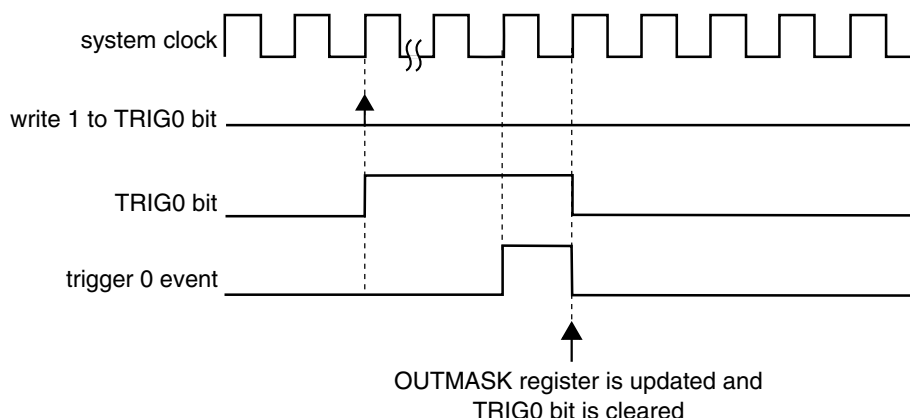 system clock
write 1 to TRIG0 bit
TRIG0 bit
trigger 0 event
OUTMASK register is updated and
TRIG0 bit is cleared